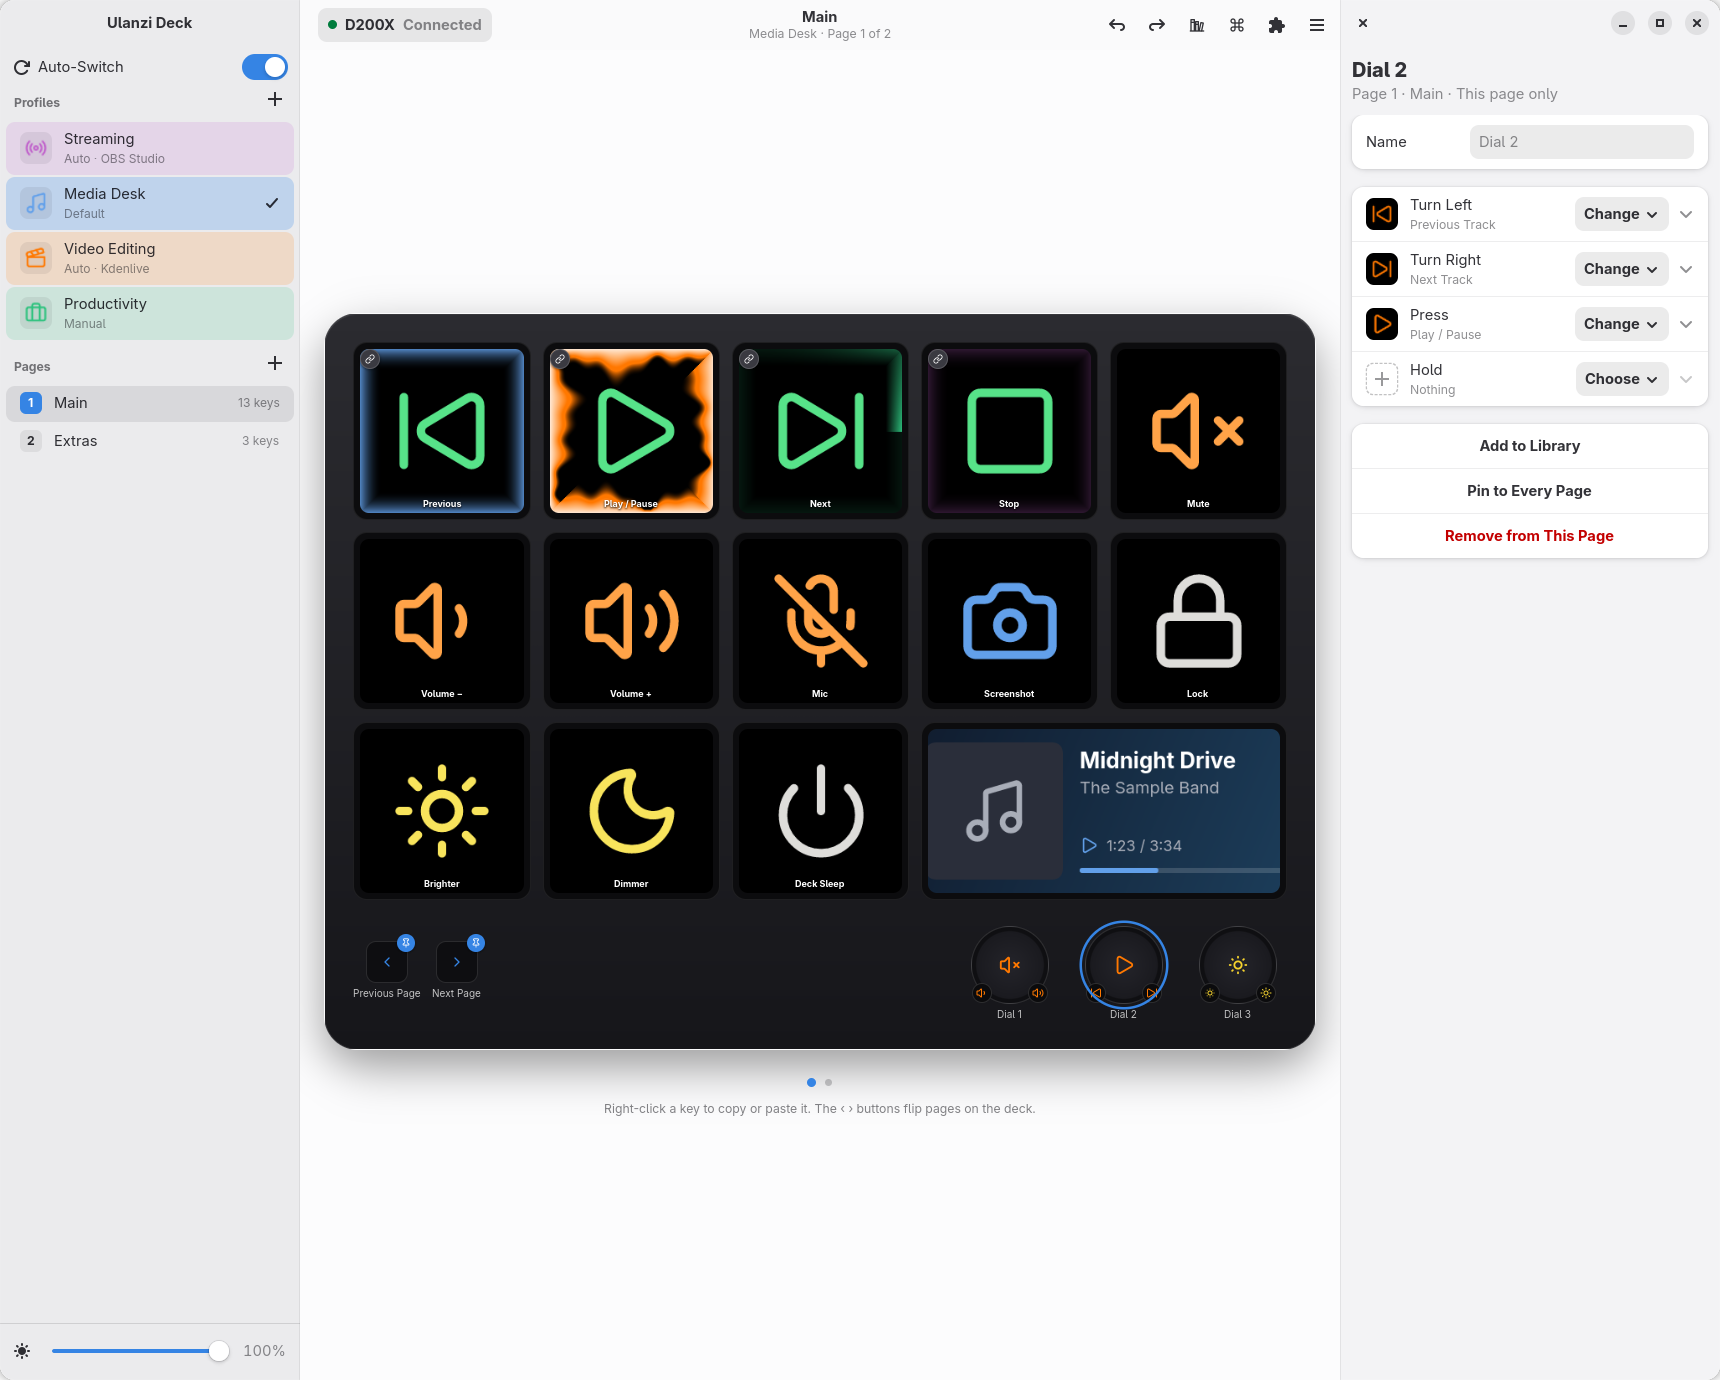 Ulanzi Deck
Auto-Switch
Profiles
Streaming
Auto · OBS Studio
Media Desk
Default
Video Editing
Auto · Kdenlive
Productivity
Manual
Pages
1 Main 13 keys
2 Extras 3 keys
100%
D200X Connected
Main
Media Desk · Page 1 of 2
Previous
Play / Pause
Next
Stop
Mute
Volume −
Volume +
Mic
Screenshot
Lock
Brighter
Dimmer
Deck Sleep
Midnight Drive
The Sample Band
1:23 / 3:34
Previous Page
Next Page
Dial 1
Dial 2
Dial 3
Right-click a key to copy or paste it. The ‹ › buttons flip pages on the deck.
Dial 2
Page 1 · Main · This page only
Name Dial 2
Turn Left
Previous Track
Change
Turn Right
Next Track
Change
Press
Play / Pause
Change
Hold
Nothing
Choose
Add to Library
Pin to Every Page
Remove from This Page